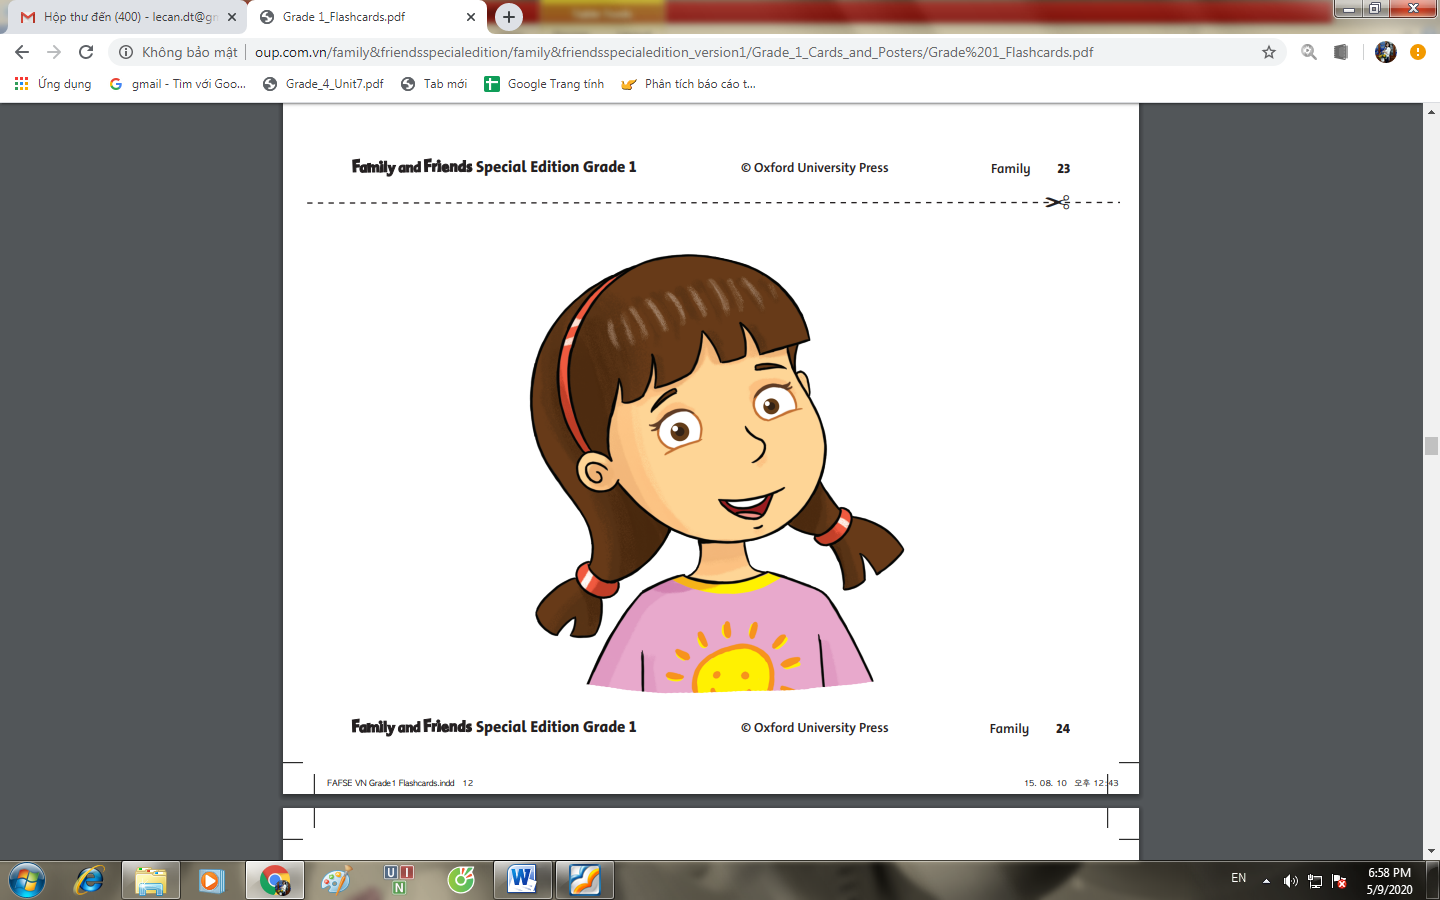 Hộp thư đến (400) - lecan.dt@gm
Grade 1_Flashcards.pdf
Không bảo mật
oup.com.vn/family&friendsspecialedition/family&friendsspecialedition_version1/Grade_1_Cards_and_Posters/Grade%201_Flashcards.pdf
Ứng dụng
gmail - Tìm với Goo...
Grade_4_Unit7.pdf
Tab mới
Google Trang tính
Phân tích báo cáo t...
Family and Friends Special Edition Grade 1
© Oxford University Press
Family 23
Family and Friends Special Edition Grade 1
© Oxford University Press
Family 24
FAFSE VN Grade1 Flashcards.indd 12
15. 08. 10 오후 12:43
U I N
EN
6:58 PM
5/9/2020